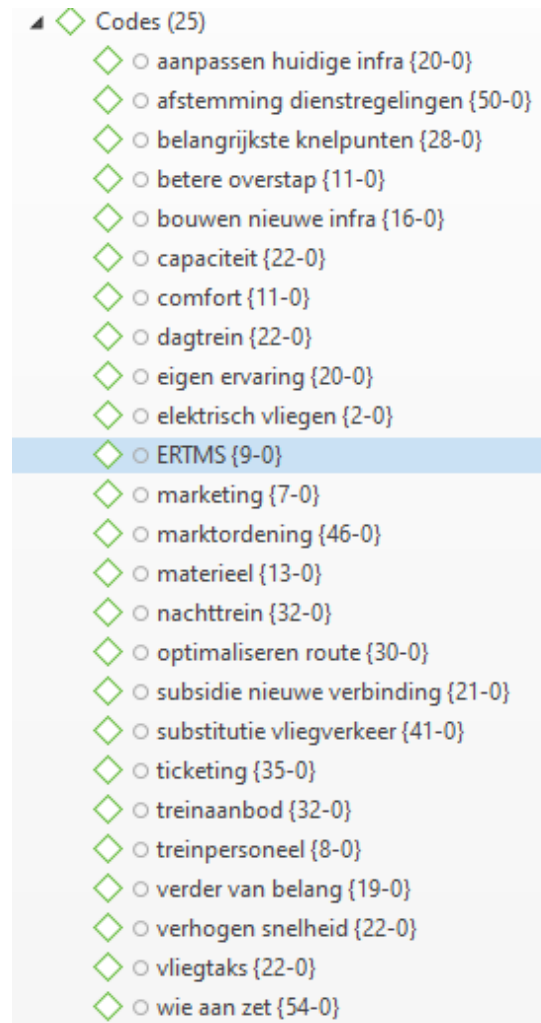 Codes (25)
aanpassen huidige infra {20-0}
afstemming dienstregelingen {50-0}
belangrijkste knelpunten {28-0}
betere overstap {11-0}
bouwen nieuwe infra {16-0}
capaciteit {22-0}
comfort {11-0}
dagtrein {22-0}
eigen ervaring {20-0}
elektrisch vliegen {2-0}
ERTMS {9-0}
marketing {7-0}
marktordening {46-0}
materieel {13-0}
nachttrein {32-0}
optimaliseren route {30-0}
subsidie nieuwe verbinding {21-0}
substitutie vliegverkeer {41-0}
ticketing {35-0}
treinaanbod {32-0}
treinpersoneel {8-0}
verder van belang {19-0}
verhogen snelheid {22-0}
vliegtaks {22-0}
wie aan zet {54-0}